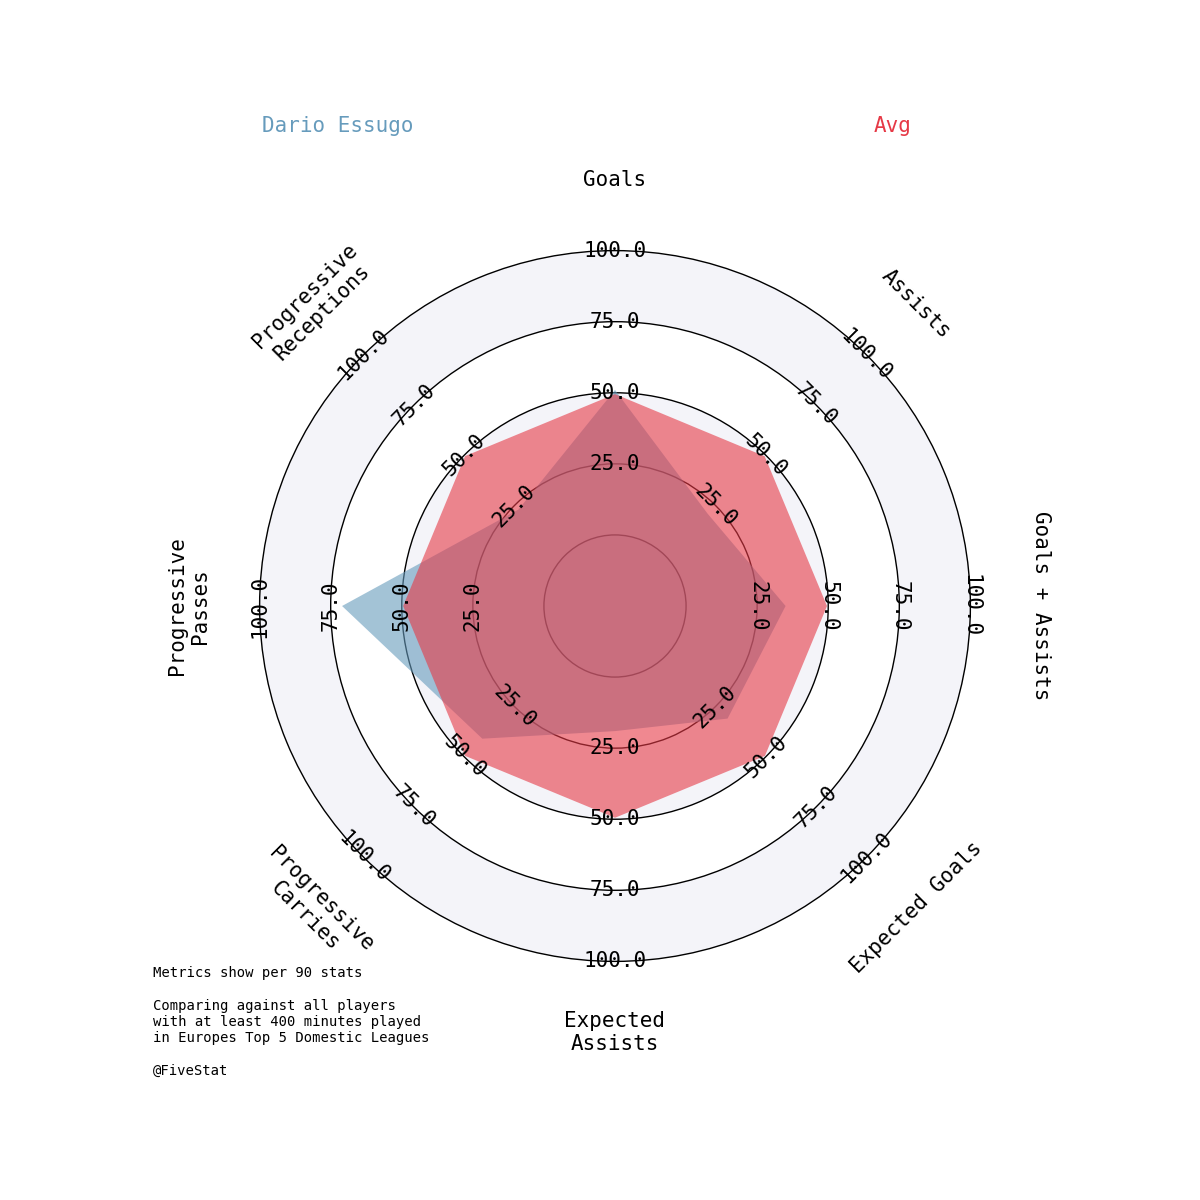 Dario Essugo
Avg
Goals
Assists
Goals + Assists
Expected Goals
Expected
Assists
Progressive
Carries
Progressive
Passes
Progressive
Receptions
25.0
50.0
75.0
100.0
25.0
50.0
75.0
100.0
25.0
50.0
75.0
100.0
25.0
50.0
75.0
100.0
25.0
50.0
75.0
100.0
25.0
50.0
75.0
100.0
25.0
50.0
75.0
100.0
25.0
50.0
75.0
100.0
Metrics show per 90 stats
Comparing against all players
with at least 400 minutes played
in Europes Top 5 Domestic Leagues
@FiveStat